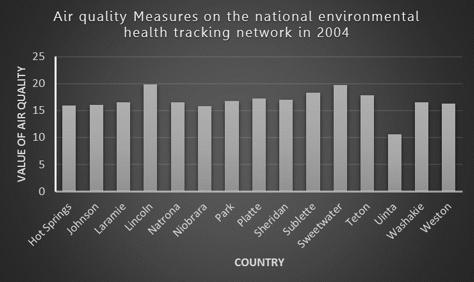 Air quality Measures on the national environmental
health tracking network in 2004
VALUE OF AIR QUALITY
25
20
15
10
5
0
Hot Springs
Johnson
Laramie
Lincoln
Natrona
Niobrara
Park
Platte
Sheridan
Sublette
Sweetwater
Teton
Uinta
Washakie
Weston
COUNTRY